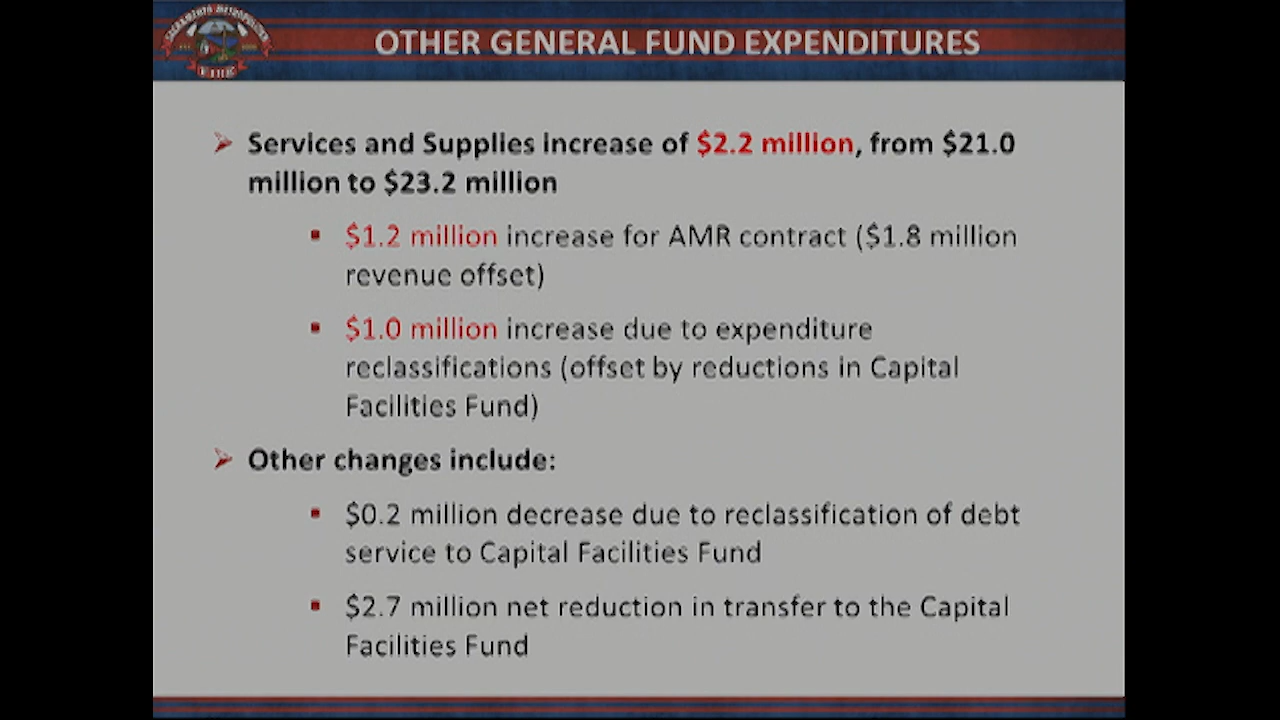 SACRAMENTO METROPOLITAN
FIRE
OTHER GENERAL FUND EXPENDITURES
Services and Supplies increase of $2.2 million, from $21.0
million to $23.2 million
$1.2 million increase for AMR contract ($1.8 million
revenue offset)
$1.0 million increase due to expenditure
reclassifications (offset by reductions in Capital
Facilities Fund)
Other changes include:
$0.2 million decrease due to reclassification of debt
service to Capital Facilities Fund
$2.7 million net reduction in transfer to the Capital
Facilities Fund